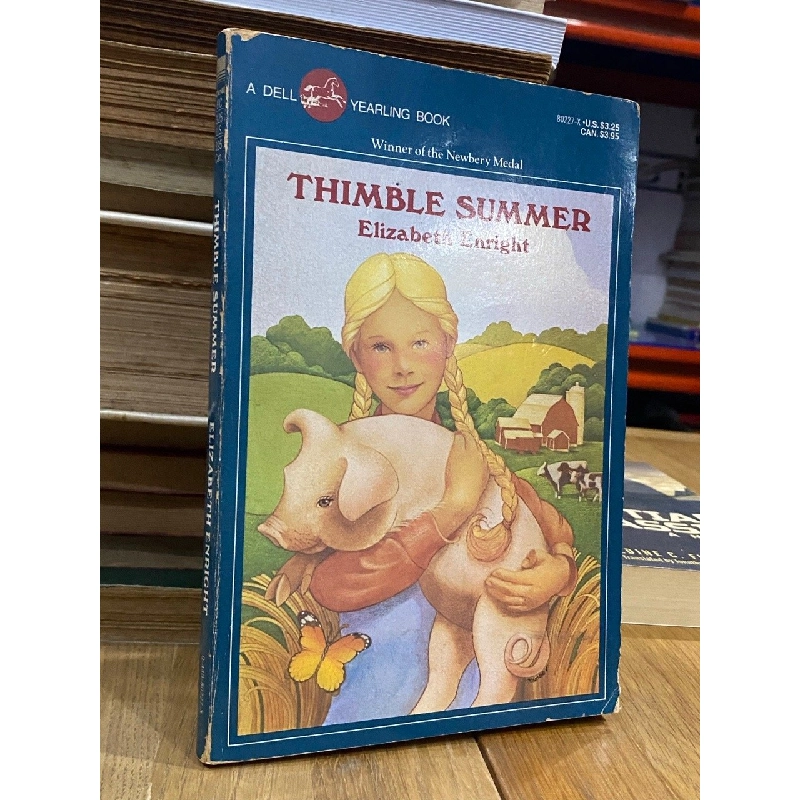 A DELL YEARLING BOOK
80227-X • U.S. $3.25
CAN. $3.95
Winner of the Newbery Medal
THIMBLE SUMMER
Elizabeth Enright
THIMBLE SUMMER ELIZABETH ENRIGHT